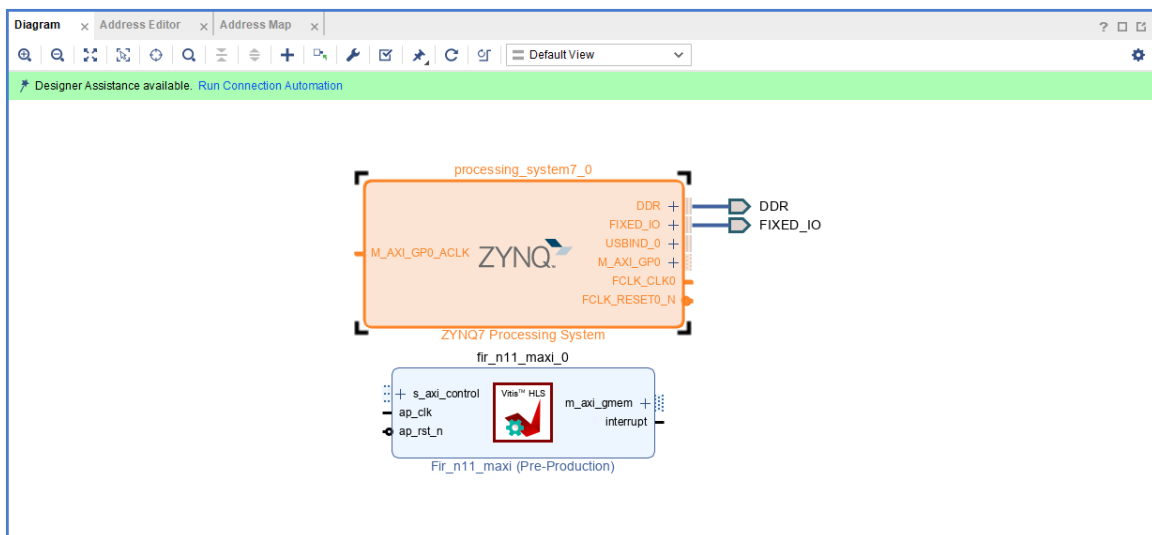 Diagram Address Editor Address Map
Default View
Designer Assistance available. Run Connection Automation
processing_system7_0
DDR
FIXED_IO
USBIND_0
M_AXI_GP0
FCLK_CLK0
FCLK_RESET0_N
M_AXI_GP0_ACLK
ZYNQ
DDR
FIXED_IO
ZYNQ7 Processing System
fir_n11_maxi_0
s_axi_control
ap_clk
ap_rst_n
Vitis™ HLS
m_axi_gmem
interrupt
Fir_n11_maxi (Pre-Production)